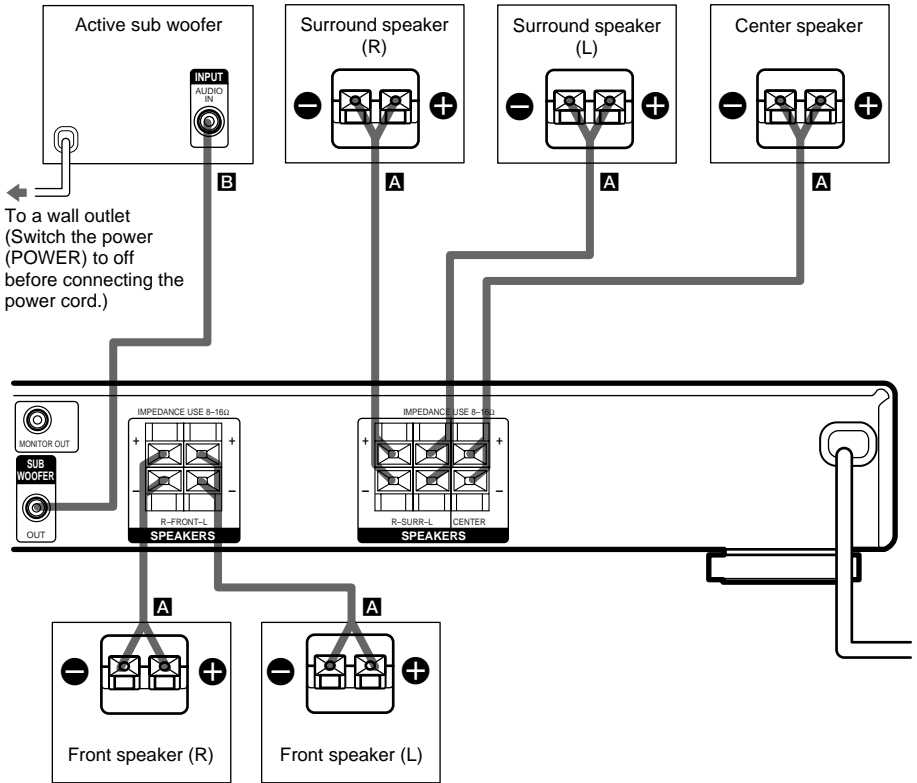 Active sub woofer
INPUT
AUDIO
IN
B
To a wall outlet
(Switch the power
(POWER) to off
before connecting the
power cord.)
Surround speaker
(R)
A
Surround speaker
(L)
A
Center speaker
A
MONITOR OUT
SUB
WOOFER
OUT
IMPEDANCE USE 8–16Ω
+ +
– –
R–FRONT–L
SPEAKERS
IMPEDANCE USE 8–16Ω
+ +
– –
R–SURR–L CENTER
SPEAKERS
A
Front speaker (R)
A
Front speaker (L)